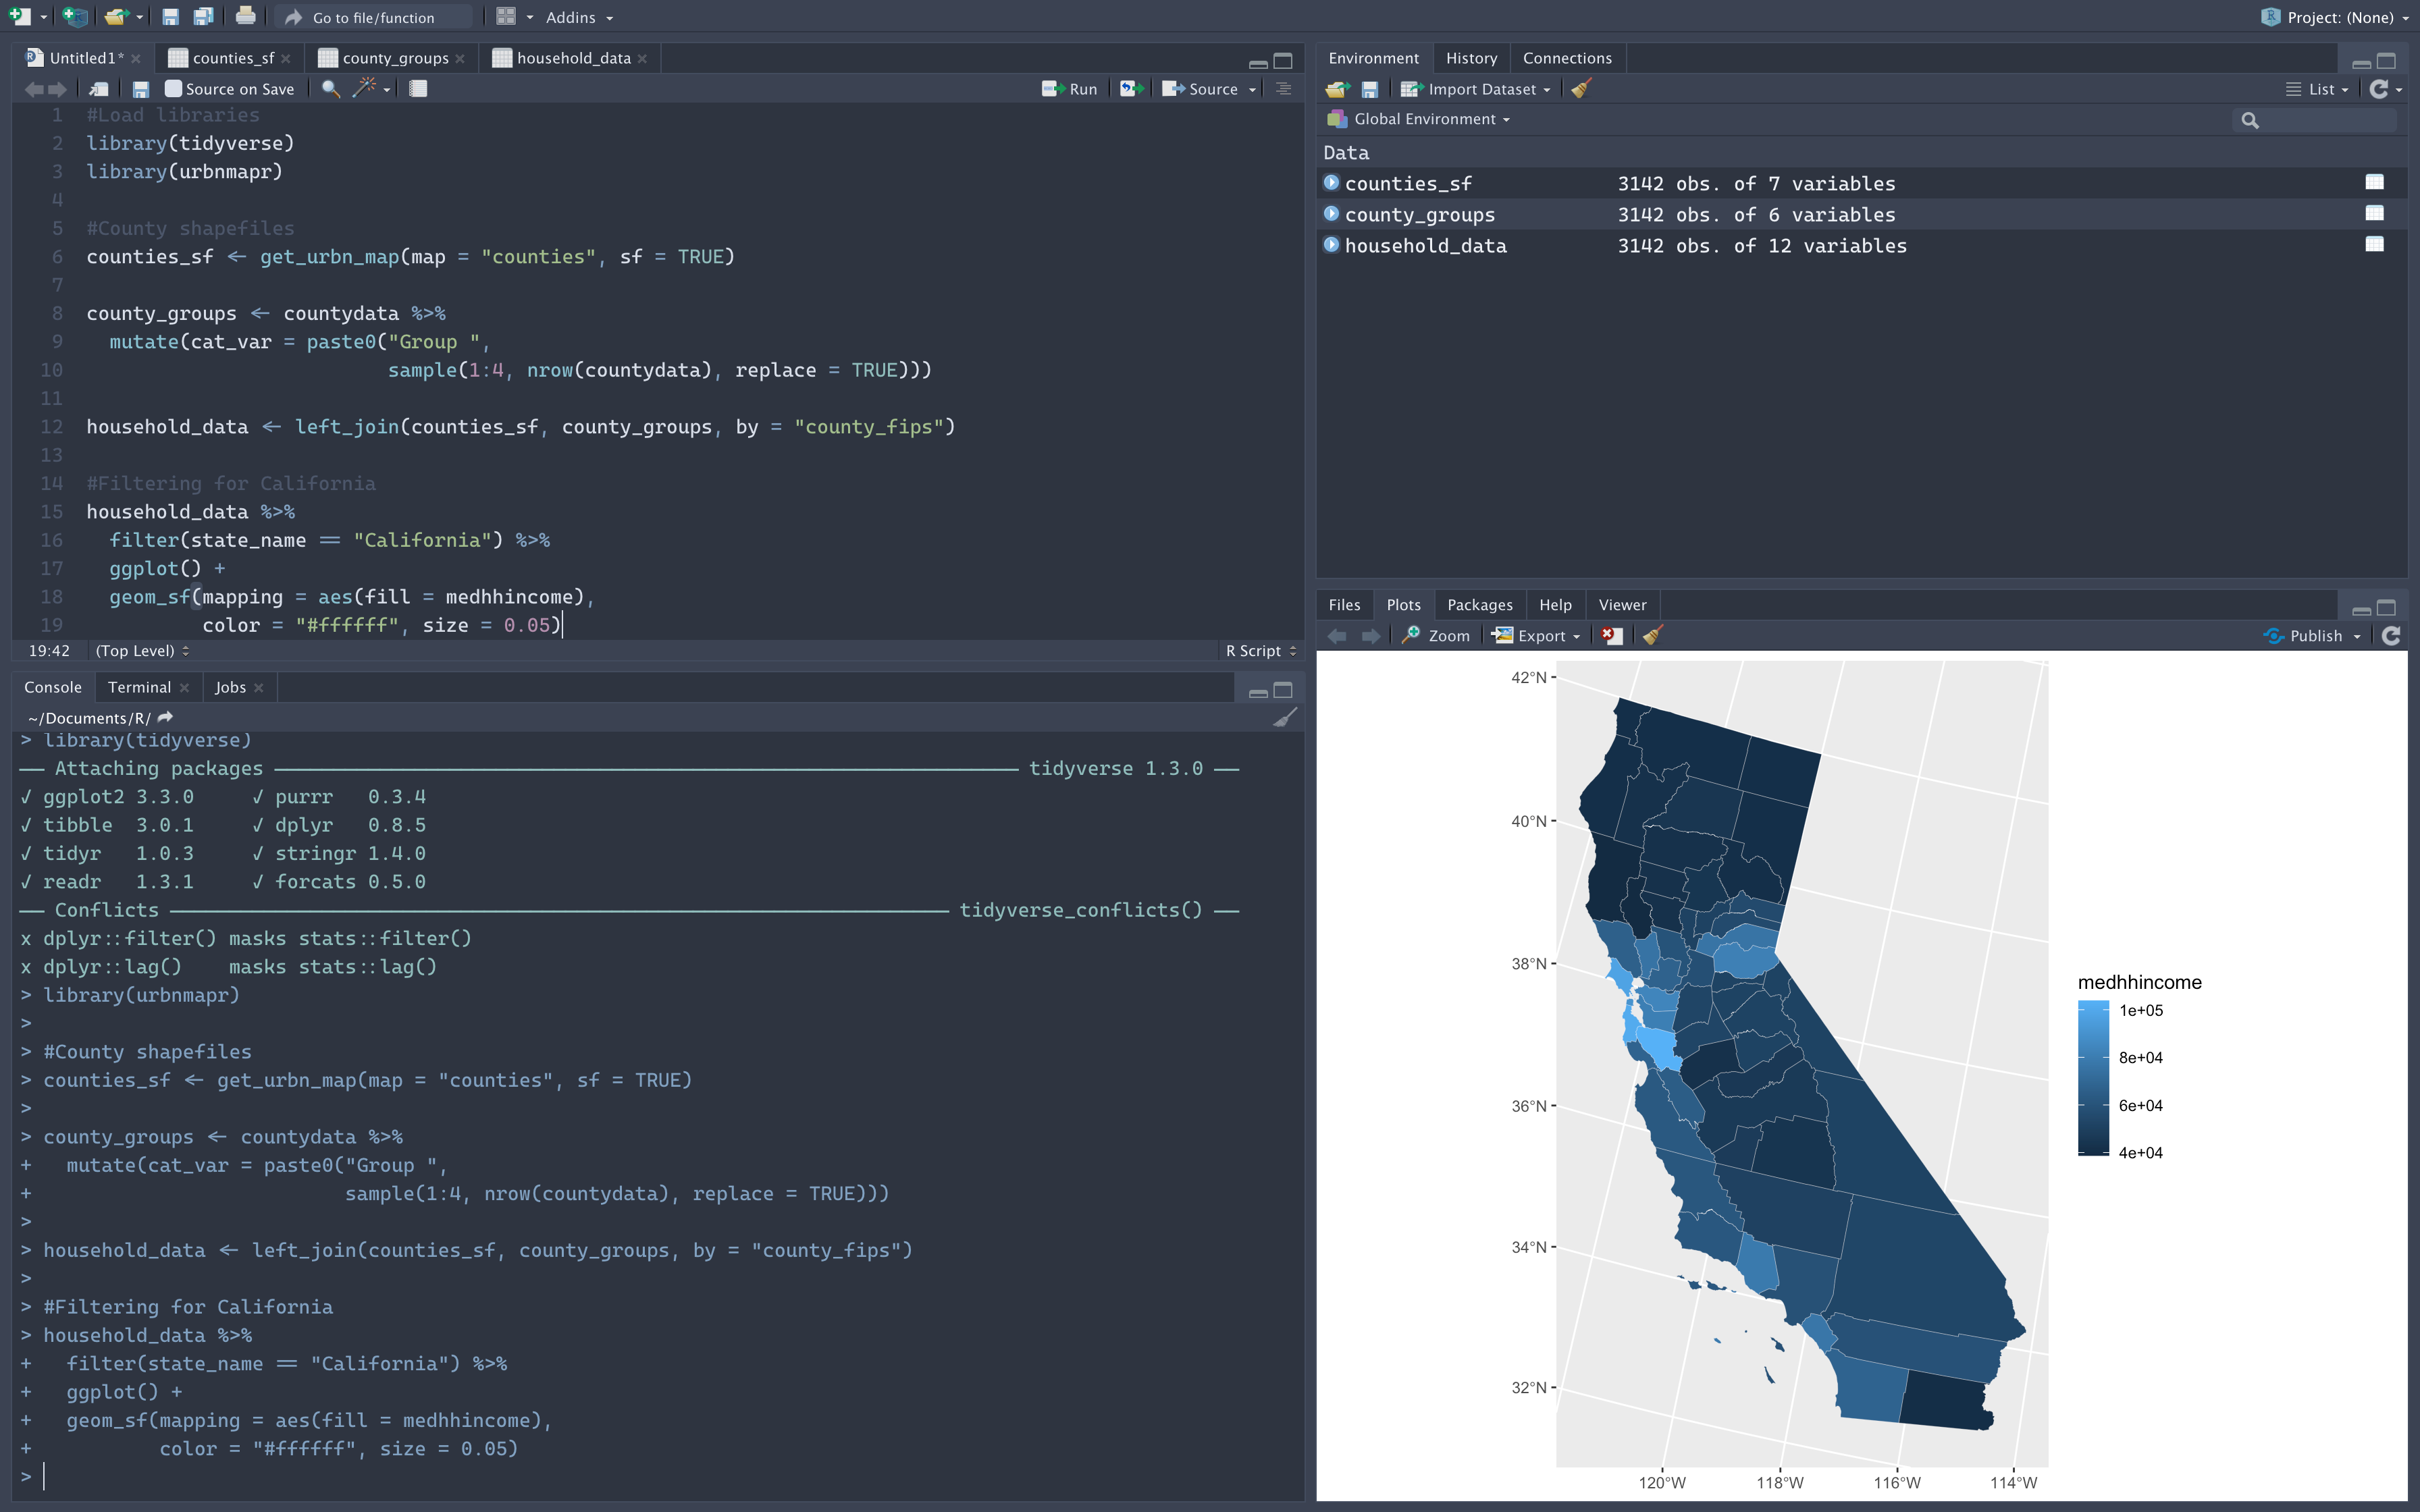 Go to file/function
Addins
Project: (None)
Untitled1*
counties_sf
county_groups
household_data
Source on Save
Run
Source
1 #Load libraries
2 library(tidyverse)
3 library(urbnmapr)
4
5 #County shapefiles
6 counties_sf <- get_urbn_map(map = "counties", sf = TRUE)
7
8 county_groups <- countydata %>%
9 mutate(cat_var = paste0("Group ",
10 sample(1:4, nrow(countydata), replace = TRUE)))
11
12 household_data <- left_join(counties_sf, county_groups, by = "county_fips")
13
14 #Filtering for California
15 household_data %>%
16 filter(state_name == "California") %>%
17 ggplot() +
18 geom_sf(mapping = aes(fill = medhhincome),
19 color = "#ffffff", size = 0.05)
19:42 (Top Level) R Script
Console Terminal Jobs
~/Documents/R/
> library(tidyverse)
── Attaching packages ── tidyverse 1.3.0 ──
✓ ggplot2 3.3.0 ✓ purrr 0.3.4
✓ tibble 3.0.1 ✓ dplyr 0.8.5
✓ tidyr 1.0.3 ✓ stringr 1.4.0
✓ readr 1.3.1 ✓ forcats 0.5.0
── Conflicts ── tidyverse_conflicts() ──
x dplyr::filter() masks stats::filter()
x dplyr::lag() masks stats::lag()
> library(urbnmapr)
>
> #County shapefiles
> counties_sf <- get_urbn_map(map = "counties", sf = TRUE)
>
> county_groups <- countydata %>%
+ mutate(cat_var = paste0("Group ",
+ sample(1:4, nrow(countydata), replace = TRUE)))
>
> household_data <- left_join(counties_sf, county_groups, by = "county_fips")
>
> #Filtering for California
> household_data %>%
+ filter(state_name == "California") %>%
+ ggplot() +
+ geom_sf(mapping = aes(fill = medhhincome),
+ color = "#ffffff", size = 0.05)
>
Environment History Connections
Import Dataset
List
Global Environment
Data
counties_sf 3142 obs. of 7 variables
county_groups 3142 obs. of 6 variables
household_data 3142 obs. of 12 variables
Files Plots Packages Help Viewer
Zoom Export Publish
42°N
40°N
38°N
36°N
34°N
32°N
120°W 118°W 116°W 114°W
medhhincome
1e+05
8e+04
6e+04
4e+04